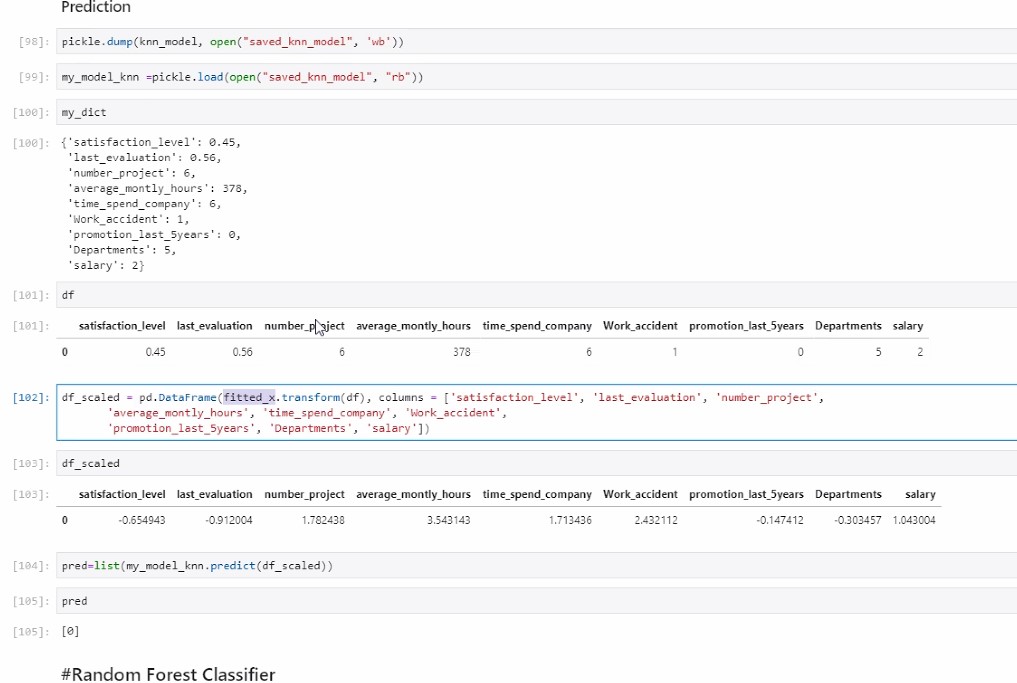 Prediction
[98]: pickle.dump(knn_model, open("saved_knn_model", 'wb'))
[99]: my_model_knn =pickle.load(open("saved_knn_model", "rb"))
[100]: my_dict
[100]: {'satisfaction_level': 0.45,
'last_evaluation': 0.56,
'number_project': 6,
'average_montly_hours': 378,
'time_spend_company': 6,
'Work_accident': 1,
'promotion_last_5years': 0,
'Departments': 5,
'salary': 2}
[101]: df
[101]: satisfaction_level last_evaluation number_project average_montly_hours time_spend_company Work_accident promotion_last_5years Departments salary
0 0.45 0.56 6 378 6 1 0 5 2
[102]: df_scaled = pd.DataFrame(fitted_x.transform(df), columns = ['satisfaction_level', 'last_evaluation', 'number_project',
'average_montly_hours', 'time_spend_company', 'Work_accident',
'promotion_last_5years', 'Departments', 'salary'])
[103]: df_scaled
[103]: satisfaction_level last_evaluation number_project average_montly_hours time_spend_company Work_accident promotion_last_5years Departments salary
0 -0.654943 -0.912004 1.782438 3.543143 1.713436 2.432112 -0.147412 -0.303457 1.043004
[104]: pred=list(my_model_knn.predict(df_scaled))
[105]: pred
[105]: [0]
#Random Forest Classifier